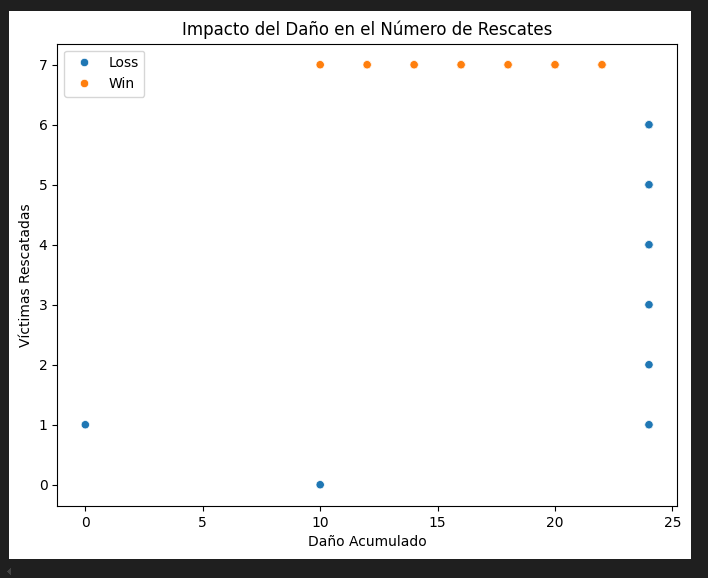 Impacto del Daño en el Número de Rescates
Loss
Win
Víctimas Rescatadas
7
6
5
4
3
2
1
0
0 5 10 15 20 25
Daño Acumulado